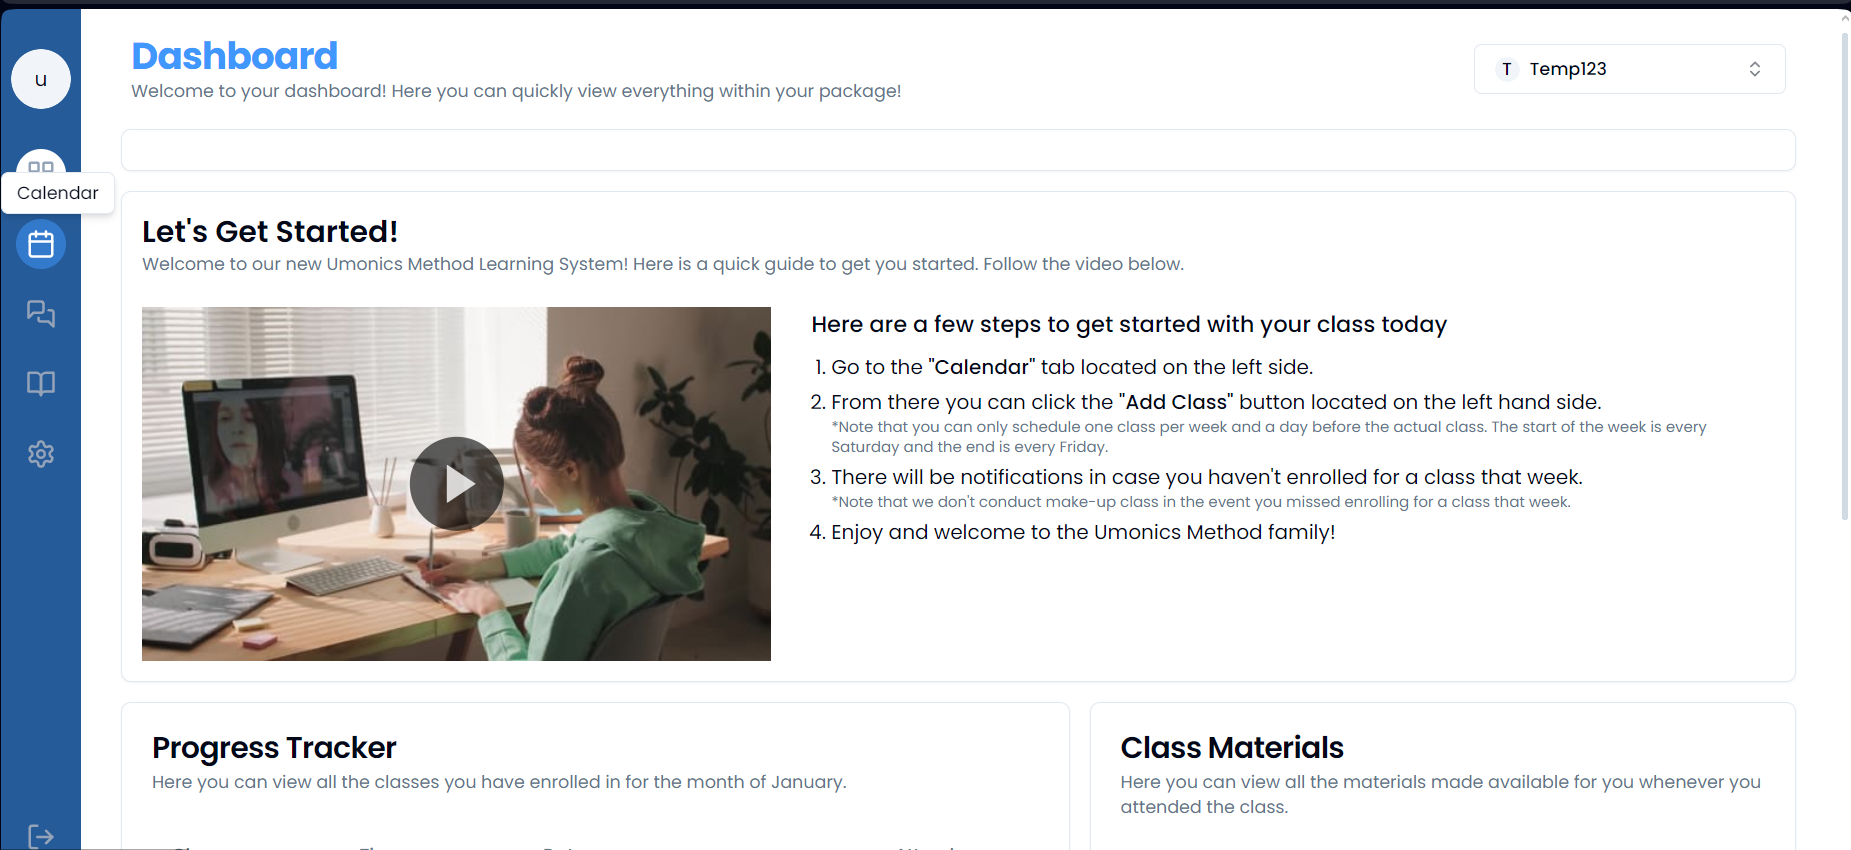 u
Dashboard
Temp123
T
Welcome to your dashboard! Here you can quickly view everything within your package!
Calendar
Let's Get Started!
Welcome to our new Umonics Method Learning System! Here is a quick guide to get you started. Follow the video below.
Here are a few steps to get started with your class today
1. Go to the "Calendar" tab located on the left side.
2. From there you can click the "Add Class" button located on the left hand side.
*Note that you can only schedule one class per week and a day before the actual class. The start of the week is every
Saturday and the end is every Friday.
3. There will be notifications in case you haven't enrolled for a class that week.
*Note that we don't conduct make-up class in the event you missed enrolling for a class that week.
4. Enjoy and welcome to the Umonics Method family!
Progress Tracker
Here you can view all the classes you have enrolled in for the month of January.
Class Materials
Here you can view all the materials made available for you whenever you
attended the class.